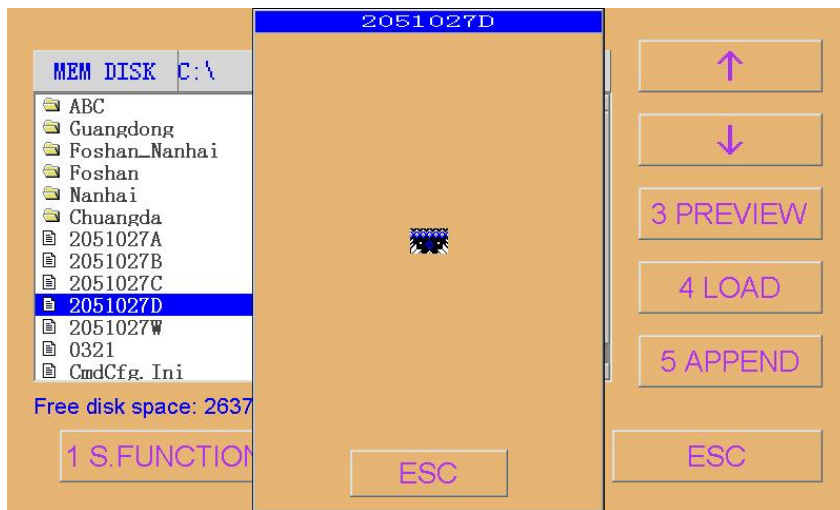 2051027D
MEM DISK C:\
ABC
Guangdong
Foshan_Nanhai
Foshan
Nanhai
Chuangda
2051027A
2051027B
2051027C
2051027D
2051027W
0321
CmdCfg.Ini
Free disk space: 2637
1 S.FUNCTION
ESC
↑
↓
3 PREVIEW
4 LOAD
5 APPEND
ESC